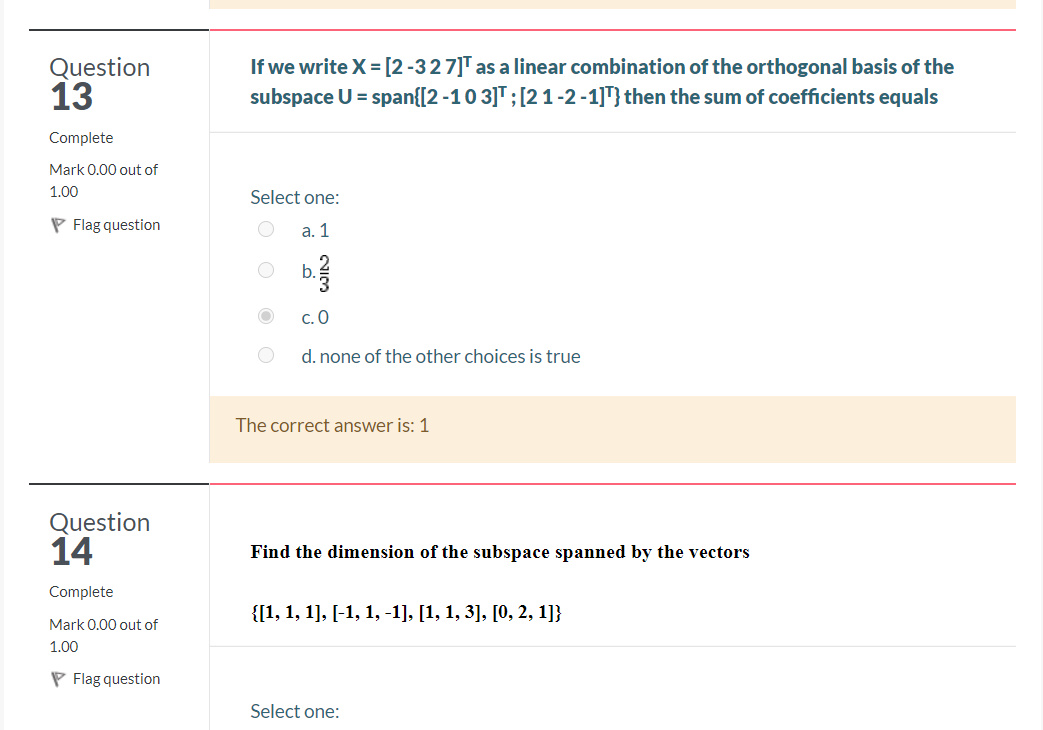 Question
13
Complete
Mark 0.00 out of
1.00
Flag question
If we write X = [2 -3 2 7]ᵀ as a linear combination of the orthogonal basis of the
subspace U = span{[2 -1 0 3]ᵀ ; [2 1 -2 -1]ᵀ} then the sum of coefficients equals
Select one:
a. 1
b. 2/3
c. 0
d. none of the other choices is true
The correct answer is: 1
Question
14
Complete
Mark 0.00 out of
1.00
Flag question
Find the dimension of the subspace spanned by the vectors
{[1, 1, 1], [-1, 1, -1], [1, 1, 3], [0, 2, 1]}
Select one: